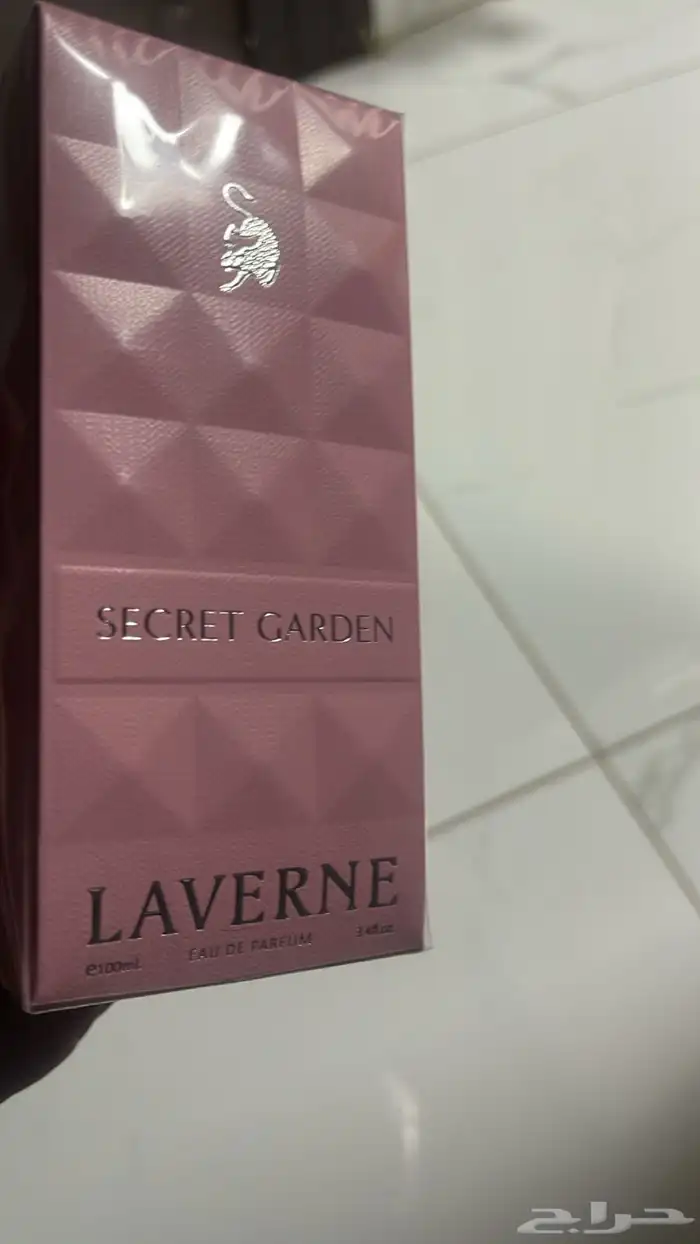 SECRET GARDEN
LAVERNE
e100mL EAU DE PARFUM 3.4fl.oz
حراج